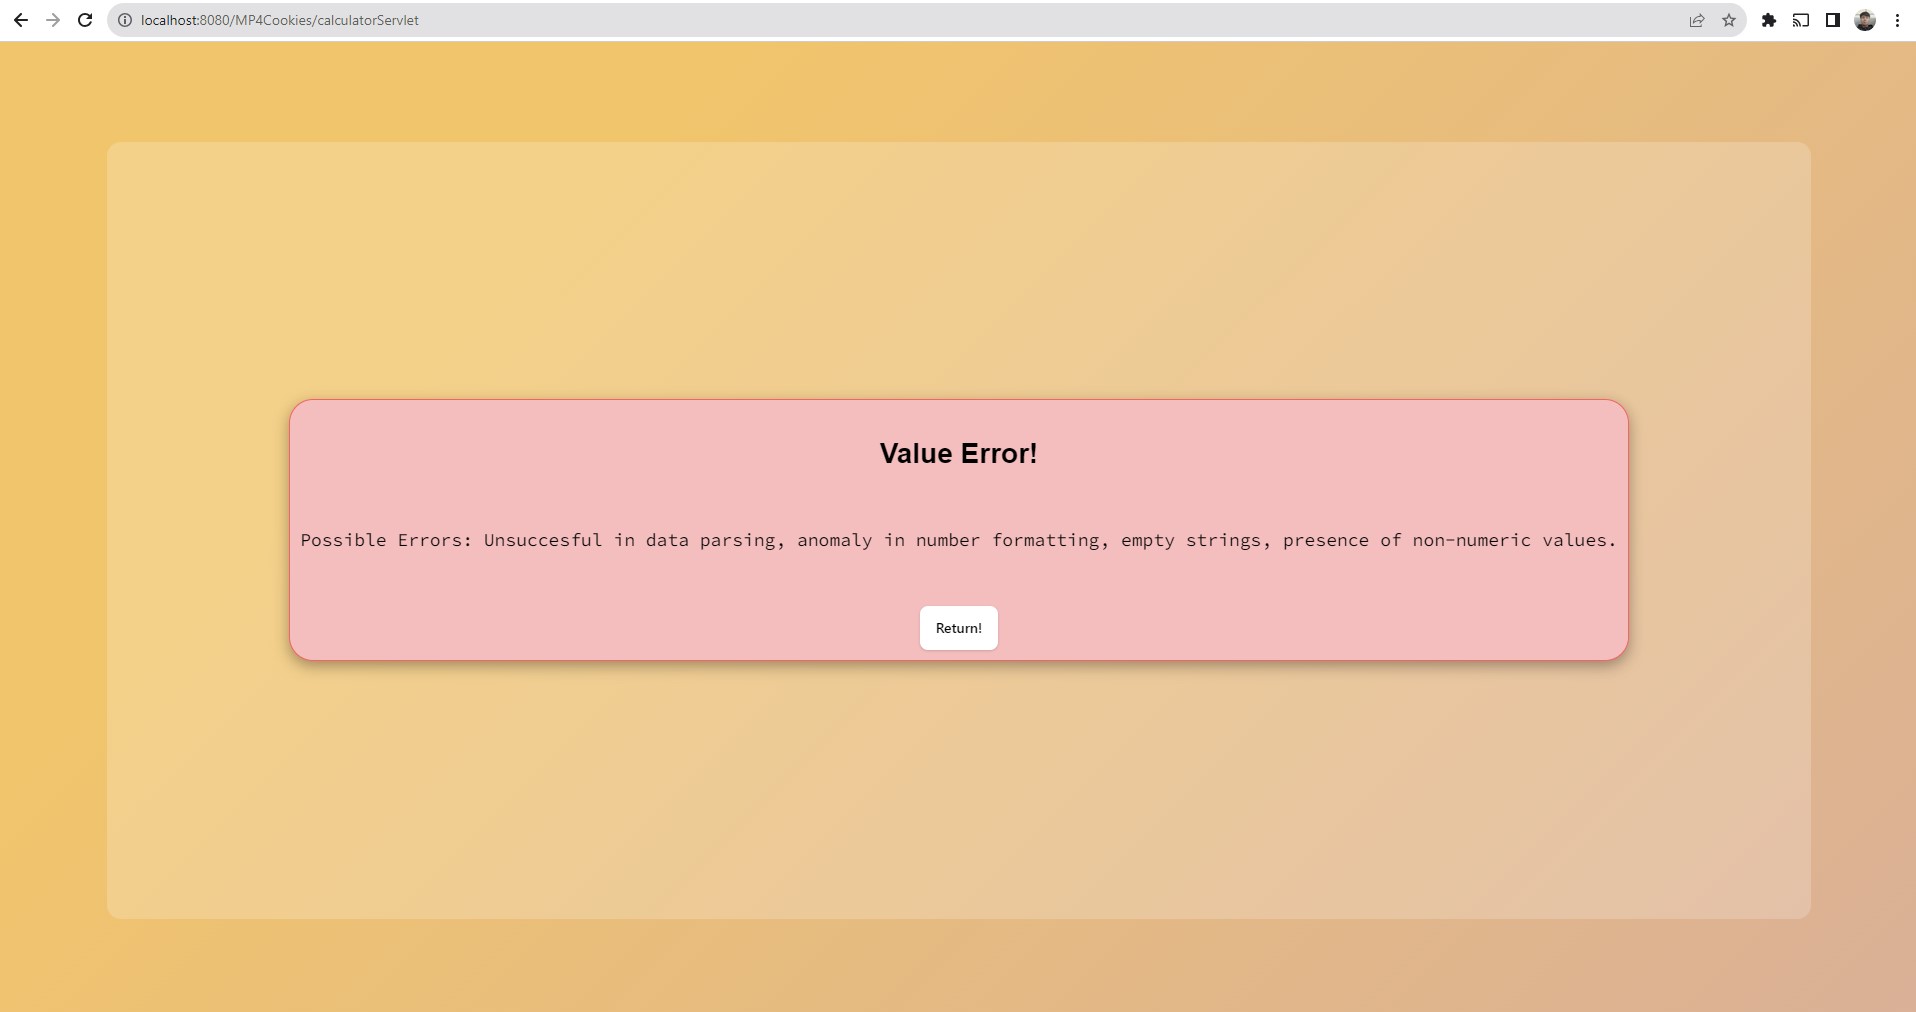 localhost:8080/MP4Cookies/calculatorServlet
Value Error!
Possible Errors: Unsuccesful in data parsing, anomaly in number formatting, empty strings, presence of non-numeric values.
Return!